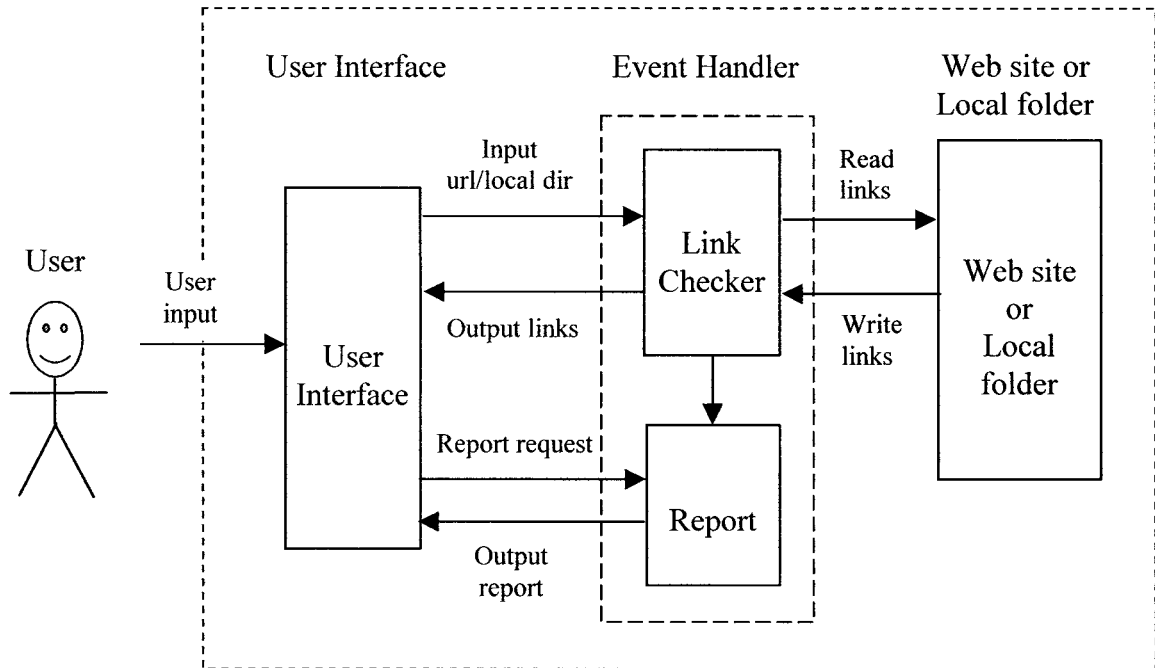 User Interface
Event Handler
Web site or
Local folder
Input
url/local dir
Read
links
User
User
input
Link
Checker
Web site
or
Local
folder
Output links
Write
links
User
Interface
Report request
Report
Output
report